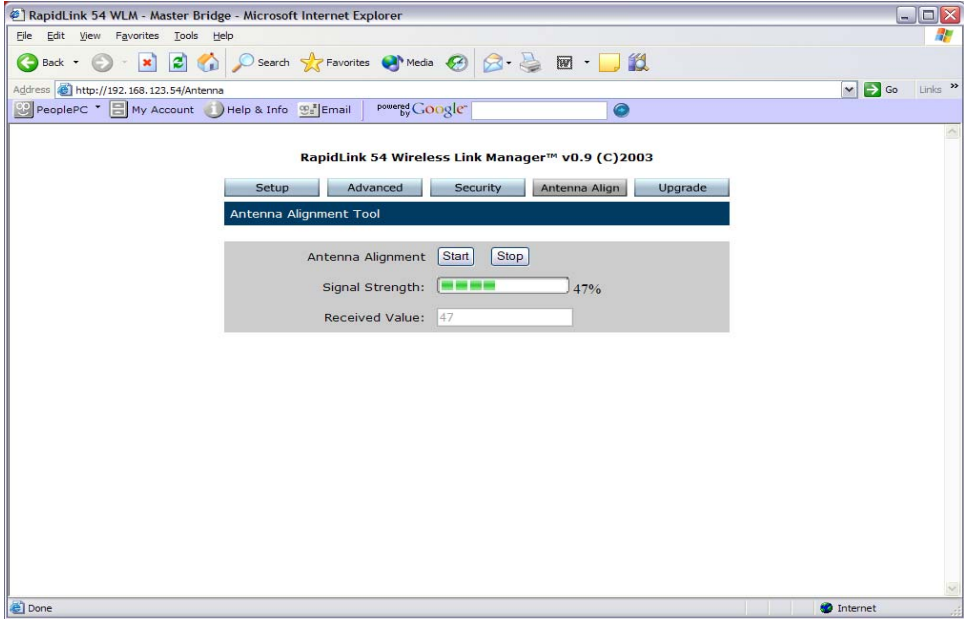 RapidLink 54 WLM - Master Bridge - Microsoft Internet Explorer
File Edit View Favorites Tools Help
Back Search Favorites Media
Address http://192.168.123.54/Antenna Go Links »
PeoplePC My Account Help & Info Email powered by Google
RapidLink 54 Wireless Link Manager™ v0.9 (C)2003
Setup Advanced Security Antenna Align Upgrade
Antenna Alignment Tool
Antenna Alignment Start Stop
Signal Strength: 47%
Received Value: 47
Done Internet